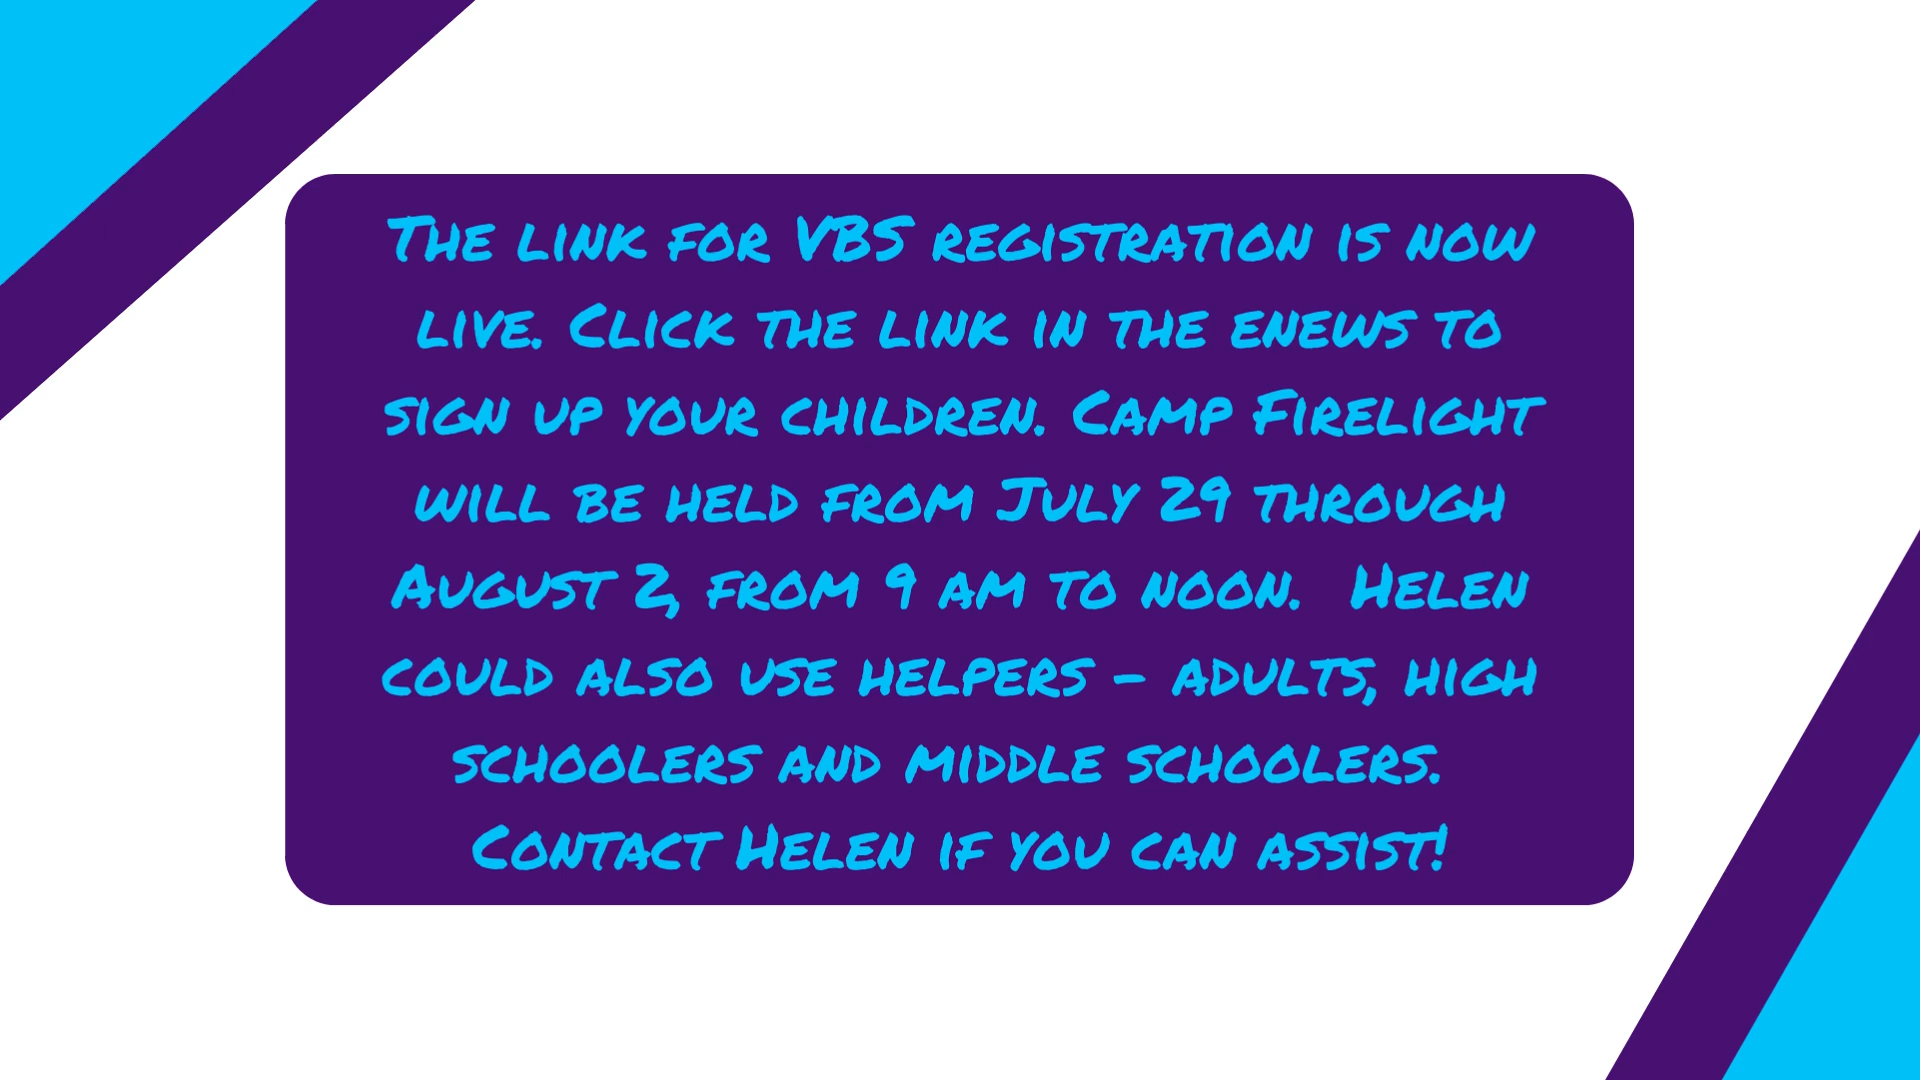 The link for VBS registration is now
live. Click the link in the enews to
sign up your children. Camp Firelight
will be held from July 29 through
August 2, from 9 am to noon.  Helen
could also use helpers - adults, high
schoolers and middle schoolers.
Contact Helen if you can assist!